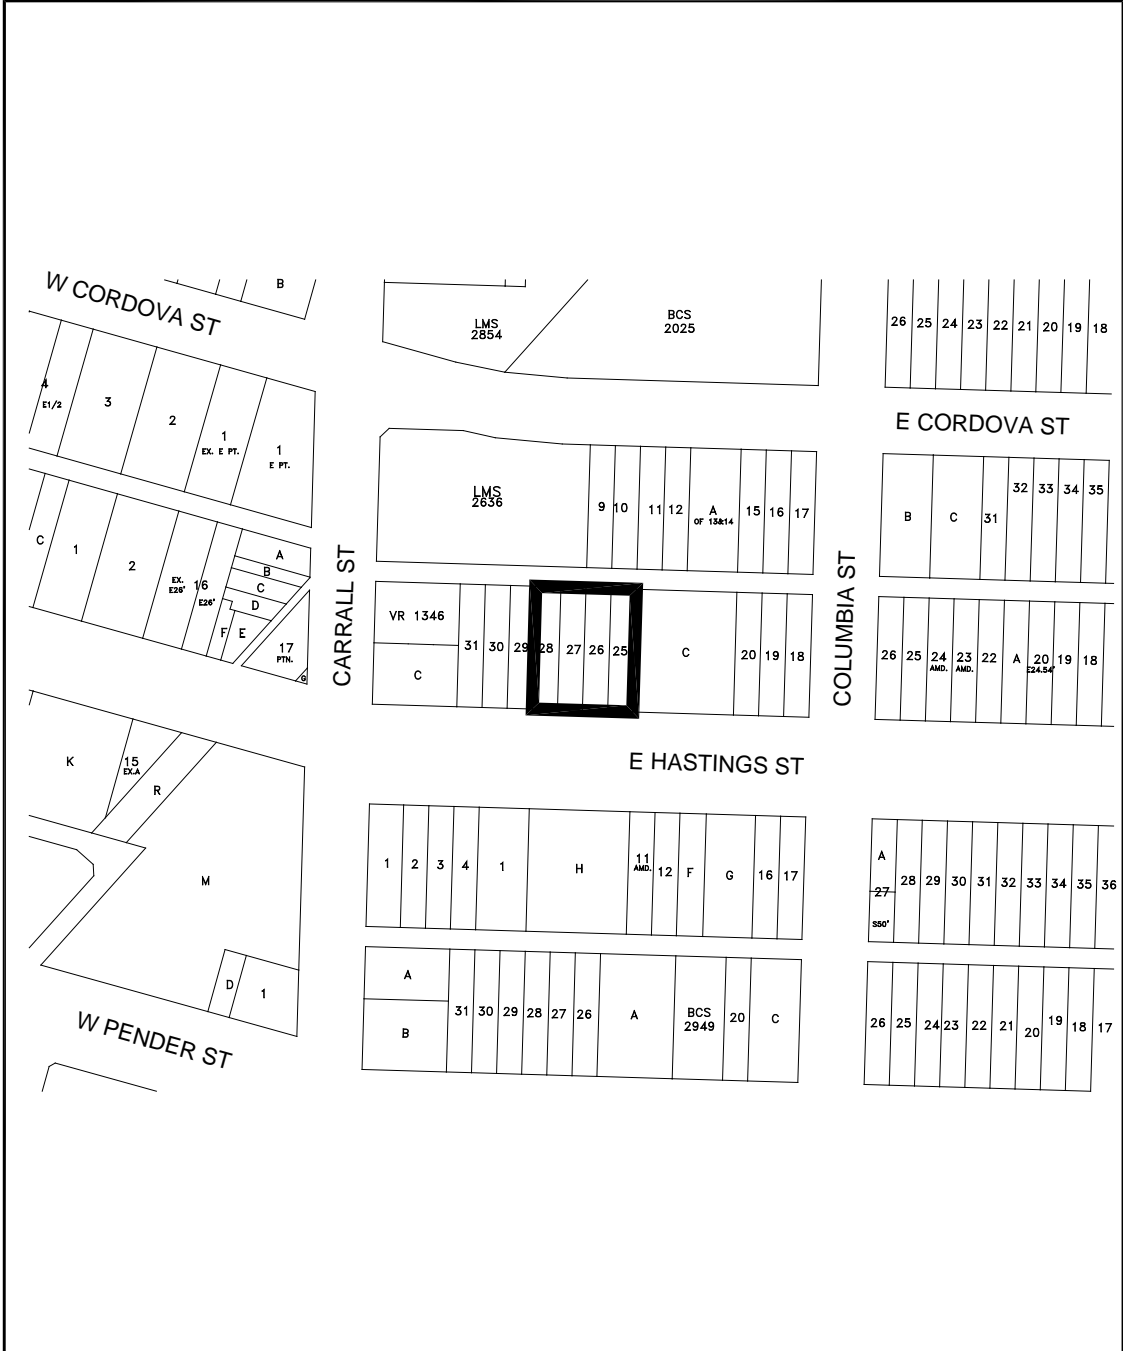 W CORDOVA ST
B
LMS
2854
BCS
2025
26 25 24 23 22 21 20 19 18
4
E1/2
3
2
1
EX. E PT.
1
E PT.
E CORDOVA ST
LMS
2636
9 10 11 12
A
OF 13&14
15 16 17
B C 31 32 33 34 35
C
1
2
EX.
E26'
16
E26'
A
B
C
D
E
F
17
PTN.
G
CARRALL ST
VR 1346
C
31 30 29 28 27 26 25
C
20 19 18
COLUMBIA ST
26 25
24
AMD.
23
AMD.
22
A
20
E24.54'
19 18
E HASTINGS ST
K
15
EX.A
R
M
D
1
1 2 3 4 1 H
11
AMD.
12 F G 16 17
A
27
S50'
28 29 30 31 32 33 34 35 36
A
B
31 30 29 28 27 26
A
BCS
2949
20 C
26 25 24 23 22 21 20 19 18 17
W PENDER ST